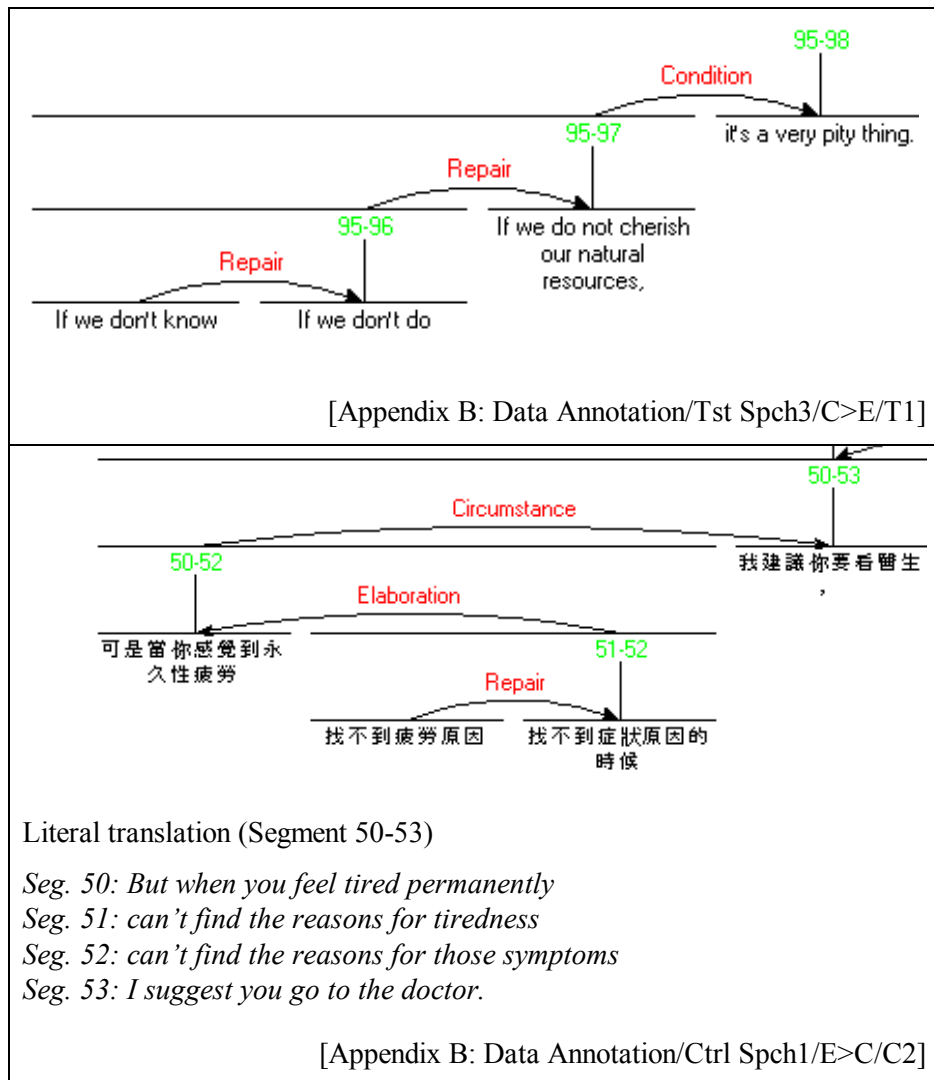 95-98
Condition
it's a very pity thing.
95-97
Repair
If we do not cherish
our natural
resources,
95-96
Repair
If we don't know
If we don't do
[Appendix B: Data Annotation/Tst Spch3/C>E/T1]
50-53
Circumstance
我建議你要看醫生
,
50-52
Elaboration
可是當你感覺到永
久性疲勞
51-52
Repair
找不到疲勞原因
找不到症狀原因的
時候
Literal translation (Segment 50-53)
Seg. 50: But when you feel tired permanently
Seg. 51: can’t find the reasons for tiredness
Seg. 52: can’t find the reasons for those symptoms
Seg. 53: I suggest you go to the doctor.
[Appendix B: Data Annotation/Ctrl Spch1/E>C/C2]